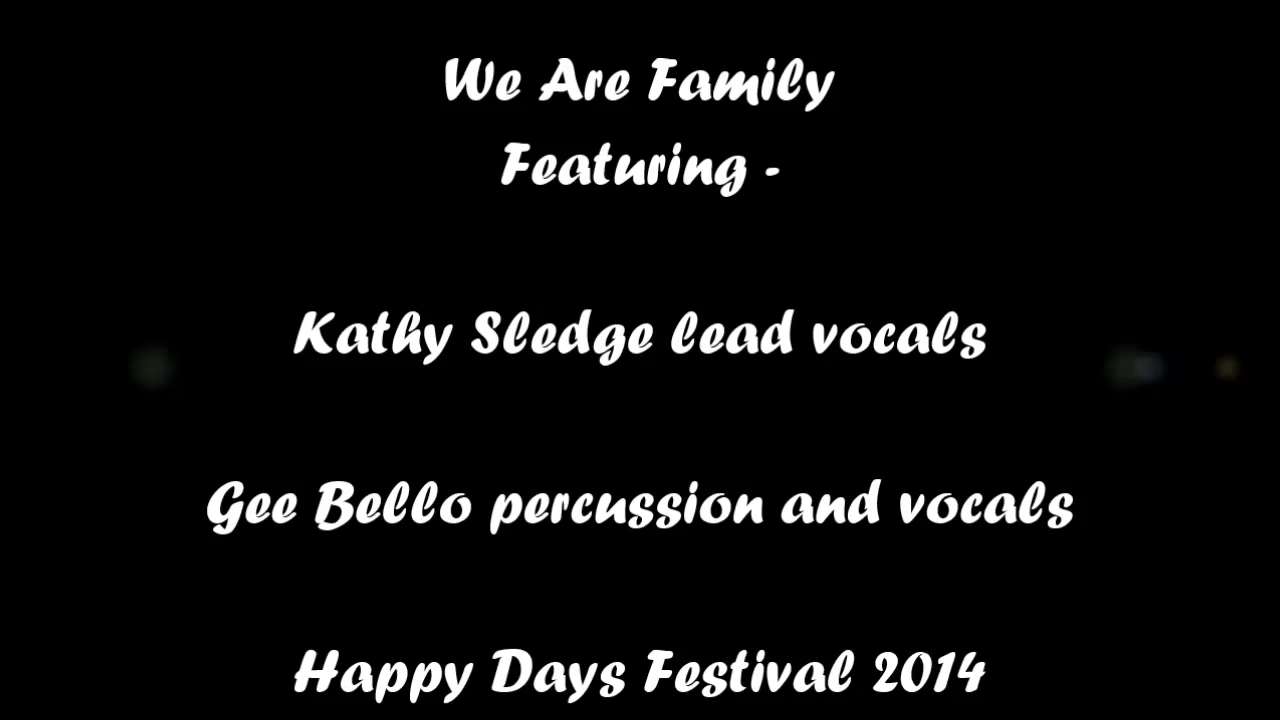 We Are Family
Featuring -
Kathy Sledge lead vocals
Gee Bello percussion and vocals
Happy Days Festival 2014